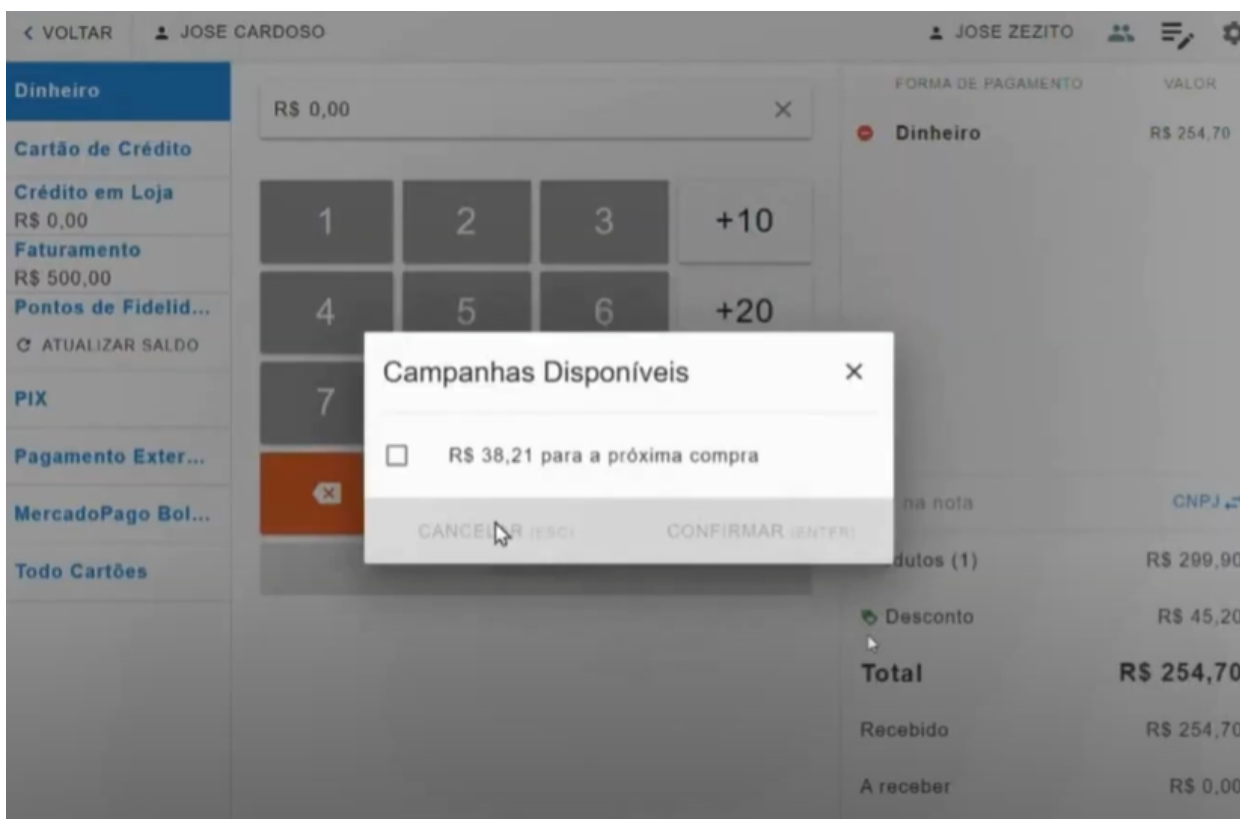 VOLTAR
JOSE CARDOSO
JOSE ZEZITO
Dinheiro
Cartão de Crédito
Crédito em Loja
R$ 0,00
Faturamento
R$ 500,00
Pontos de Fidelid...
ATUALIZAR SALDO
PIX
Pagamento Exter...
MercadoPago Bol...
Todo Cartões
R$ 0,00
1 2 3 +10
4 5 6 +20
7
Campanhas Disponíveis
R$ 38,21 para a próxima compra
CANCELAR (ESC)
CONFIRMAR (ENTER)
FORMA DE PAGAMENTO VALOR
Dinheiro R$ 254,70
na nota CNPJ
dutos (1) R$ 299,90
Desconto R$ 45,20
Total R$ 254,70
Recebido R$ 254,70
A receber R$ 0,00